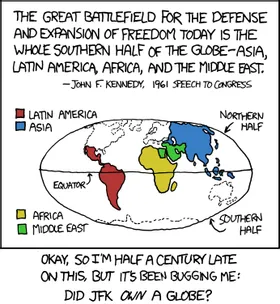 THE GREAT BATTLEFIELD FOR THE DEFENSE
AND EXPANSION OF FREEDOM TODAY IS THE
WHOLE SOUTHERN HALF OF THE GLOBE-ASIA,
LATIN AMERICA, AFRICA, AND THE MIDDLE EAST.
—JOHN F. KENNEDY, 1961 SPEECH TO CONGRESS
LATIN AMERICA
ASIA
NORTHERN
HALF
EQUATOR
AFRICA
MIDDLE EAST
SOUTHERN
HALF
OKAY, SO I'M HALF A CENTURY LATE
ON THIS, BUT IT'S BEEN BUGGING ME:
DID JFK OWN A GLOBE?